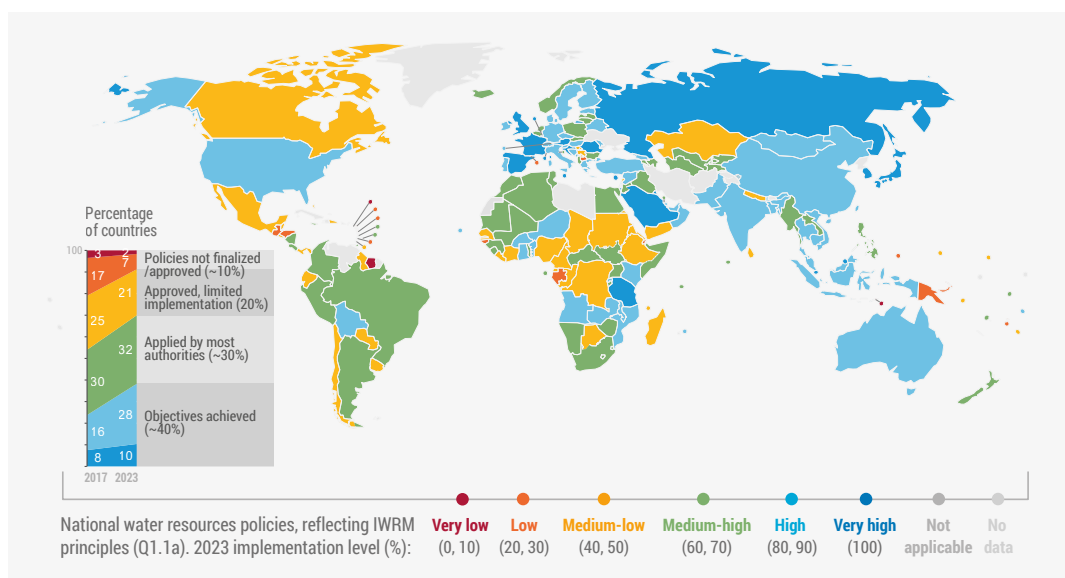 Percentage
of countries
100
3
7
Policies not finalized
/approved (~10%)
17
21
Approved, limited
implementation (20%)
25
32
Applied by most
authorities (~30%)
30
28
Objectives achieved
(~40%)
16
8
10
2017
2023
National water resources policies, reflecting IWRM
principles (Q1.1a). 2023 implementation level (%):
Very low
(0, 10)
Low
(20, 30)
Medium-low
(40, 50)
Medium-high
(60, 70)
High
(80, 90)
Very high
(100)
Not
applicable
No
data